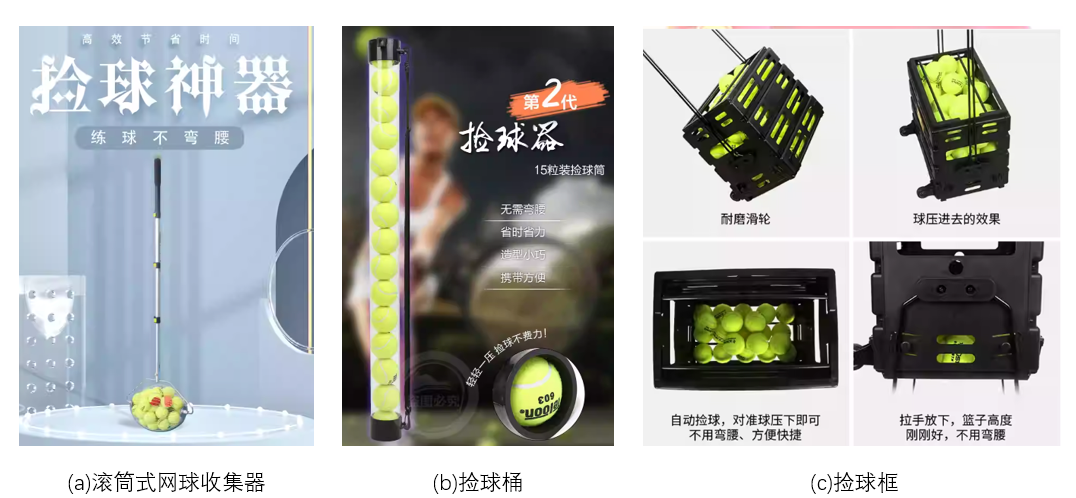 高效节省时间
捡球神器
练球不弯腰
第2代
捡球器
15粒装捡球筒
无需弯腰
省时省力
造型小巧
携带方便
轻轻一压 捡球不费力!
603
盗图必究
耐磨滑轮
球压进去的效果
自动捡球，对准球压下即可
不用弯腰、方便快捷
拉手放下，篮子高度
刚刚好，不用弯腰
(a)滚筒式网球收集器
(b)捡球桶
(c)捡球框